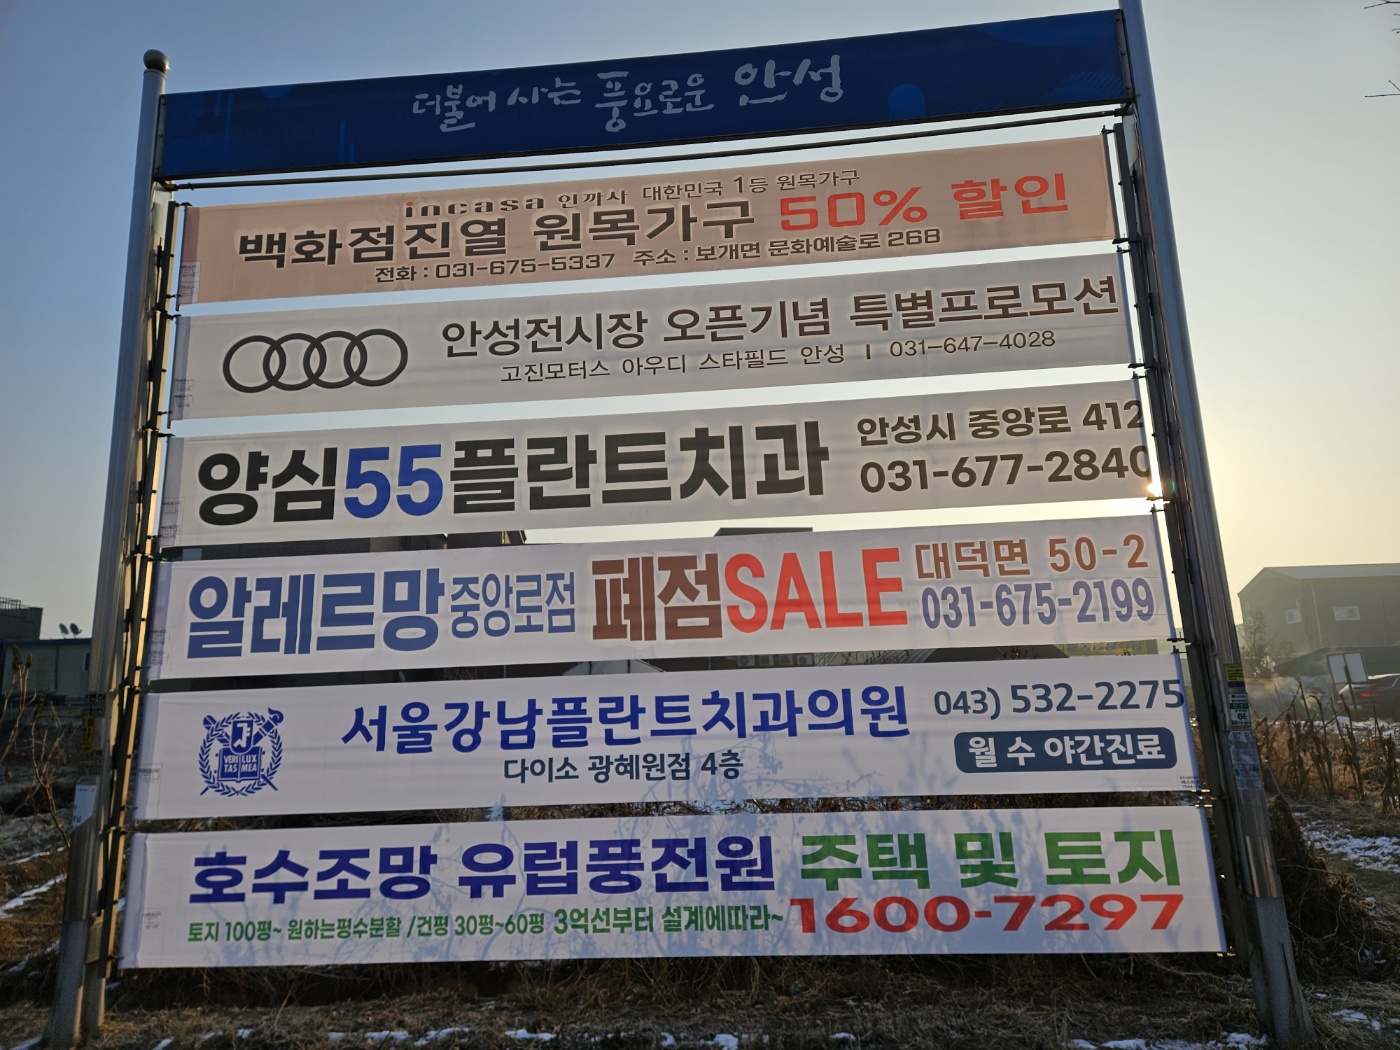 더불어 사는 풍요로운 안성
incasa 인까사 대한민국 1등 원목가구
백화점진열 원목가구 50% 할인
전화 : 031-675-5337 주소 : 보개면 문화예술로 268
안성전시장 오픈기념 특별프로모션
고진모터스 아우디 스타필드 안성 | 031-647-4028
양심55플란트치과
안성시 중앙로 412
031-677-2840
알레르망 중앙로점 폐점SALE
대덕면 50-2
031-675-2199
서울강남플란트치과의원
다이소 광혜원점 4층
043) 532-2275
월 수 야간진료
VERI LUX
TAS MEA
호수조망 유럽풍전원 주택 및 토지
토지 100평~ 원하는평수분할 /건평 30평~60평 3억선부터 설계에따라~ 1600-7297